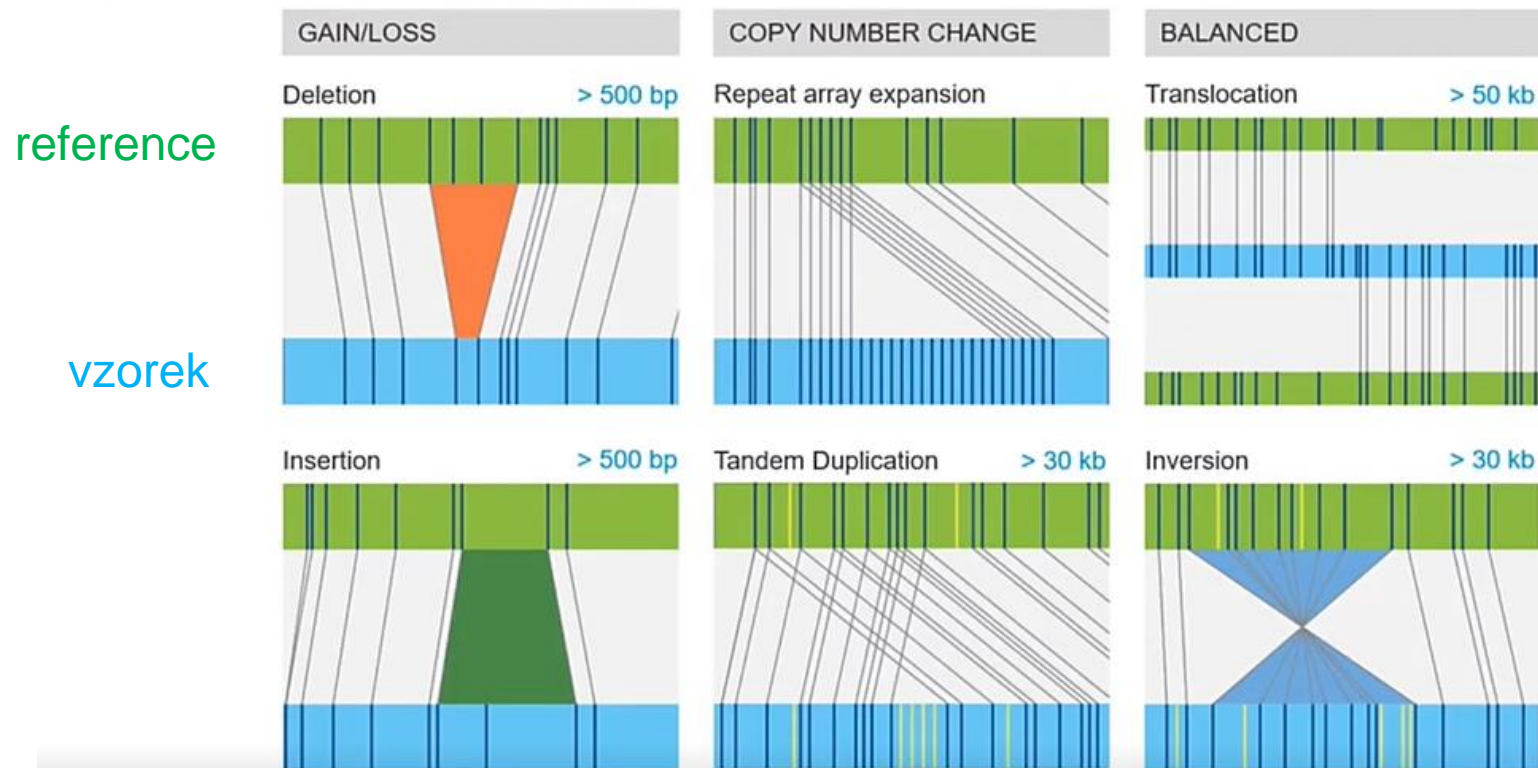 GAIN/LOSS
COPY NUMBER CHANGE
BALANCED
Deletion > 500 bp
Repeat array expansion
Translocation > 50 kb
reference
vzorek
Insertion > 500 bp
Tandem Duplication > 30 kb
Inversion > 30 kb